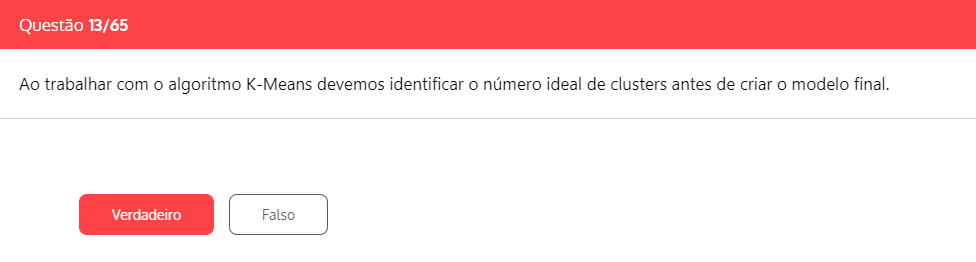 Questão 13/65
Ao trabalhar com o algoritmo K-Means devemos identificar o número ideal de clusters antes de criar o modelo final.
Verdadeiro
Falso